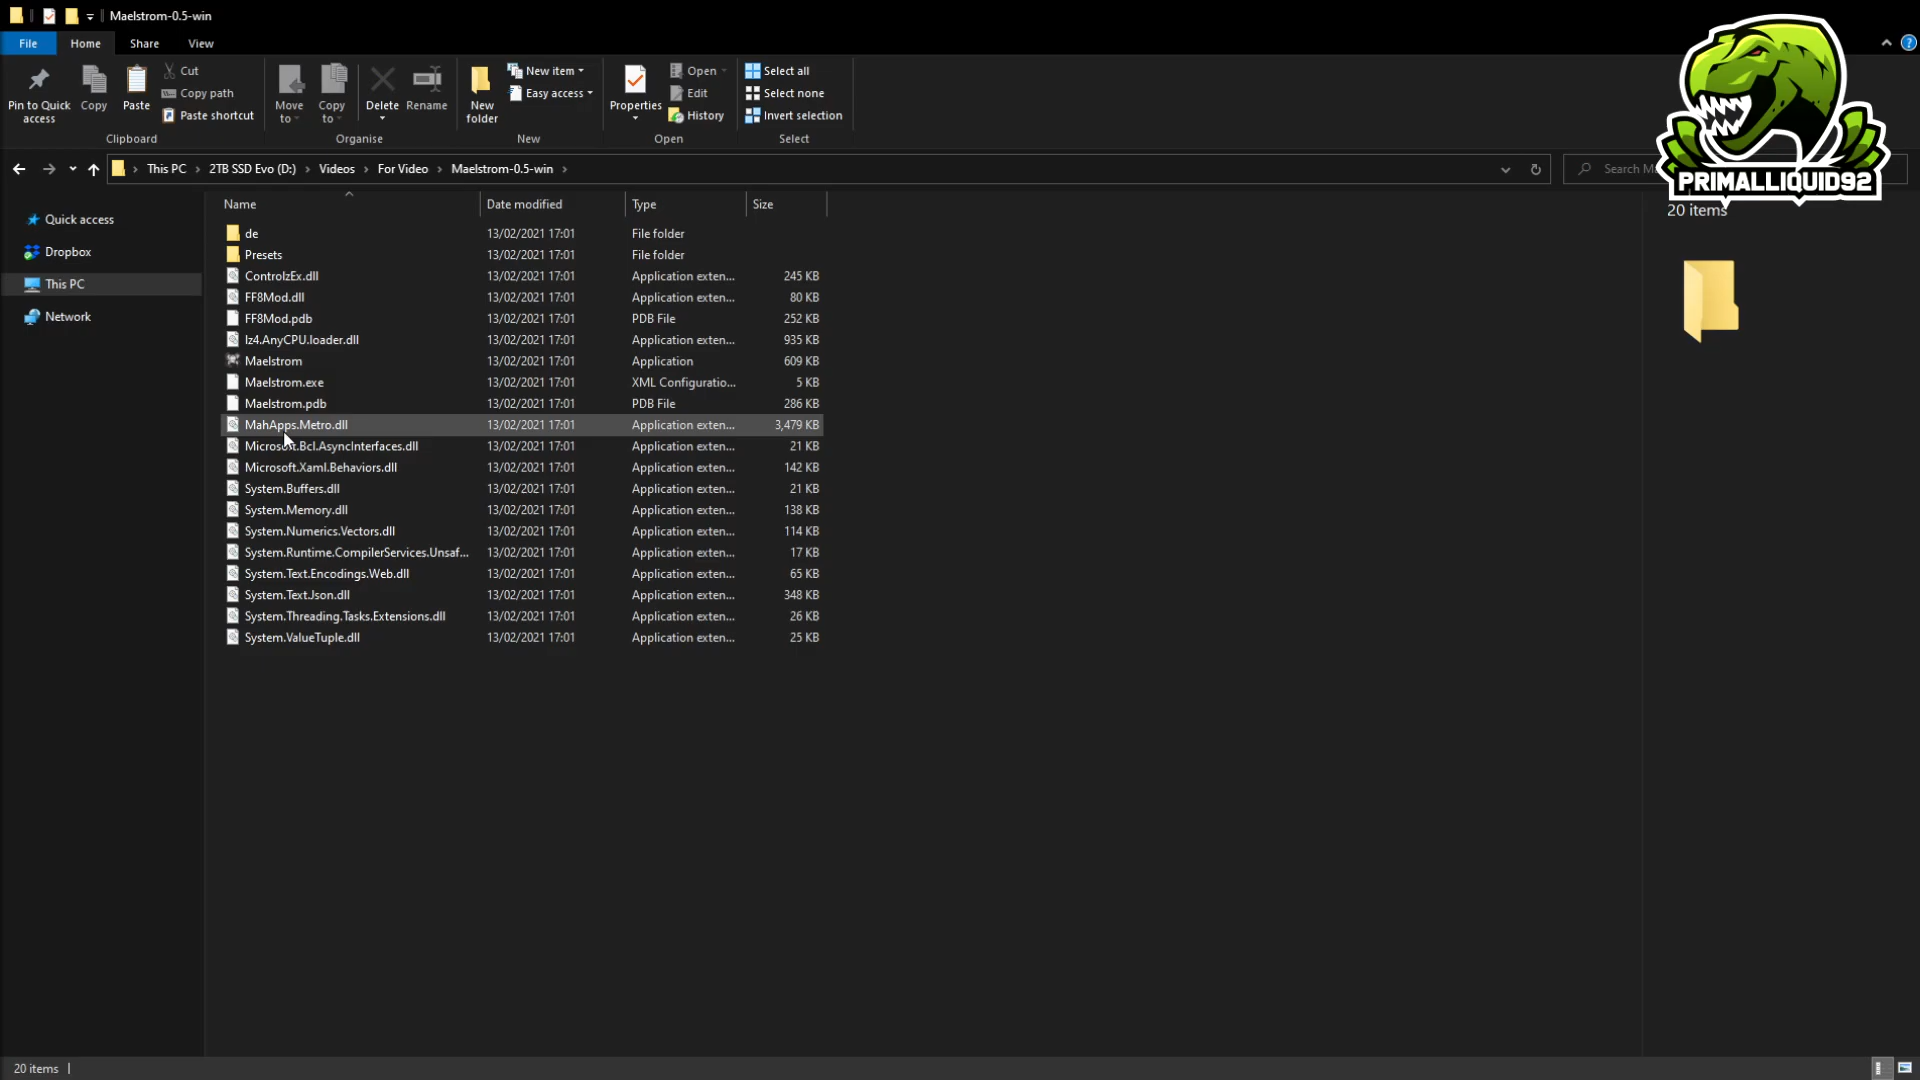 Maelstrom-0.5-win
File Home Share View
Pin to Quick access
Copy
Paste
Cut
Copy path
Paste shortcut
Move to
Copy to
Delete
Rename
New folder
New item
Easy access
Properties
Open
Edit
History
Select all
Select none
Invert selection
Clipboard Organise New Open Select
This PC > 2TB SSD Evo (D:) > Videos > For Video > Maelstrom-0.5-win >
Search M
PRIMALLIQUID92
20 items
Quick access
Dropbox
This PC
Network
Name Date modified Type Size
de 13/02/2021 17:01 File folder
Presets 13/02/2021 17:01 File folder
ControlzEx.dll 13/02/2021 17:01 Application exten... 245 KB
FF8Mod.dll 13/02/2021 17:01 Application exten... 80 KB
FF8Mod.pdb 13/02/2021 17:01 PDB File 252 KB
lz4.AnyCPU.loader.dll 13/02/2021 17:01 Application exten... 935 KB
Maelstrom 13/02/2021 17:01 Application 609 KB
Maelstrom.exe 13/02/2021 17:01 XML Configuratio... 5 KB
Maelstrom.pdb 13/02/2021 17:01 PDB File 286 KB
MahApps.Metro.dll 13/02/2021 17:01 Application exten... 3,479 KB
Microsoft.Bcl.AsyncInterfaces.dll 13/02/2021 17:01 Application exten... 21 KB
Microsoft.Xaml.Behaviors.dll 13/02/2021 17:01 Application exten... 142 KB
System.Buffers.dll 13/02/2021 17:01 Application exten... 21 KB
System.Memory.dll 13/02/2021 17:01 Application exten... 138 KB
System.Numerics.Vectors.dll 13/02/2021 17:01 Application exten... 114 KB
System.Runtime.CompilerServices.Unsaf... 13/02/2021 17:01 Application exten... 17 KB
System.Text.Encodings.Web.dll 13/02/2021 17:01 Application exten... 65 KB
System.Text.Json.dll 13/02/2021 17:01 Application exten... 348 KB
System.Threading.Tasks.Extensions.dll 13/02/2021 17:01 Application exten... 26 KB
System.ValueTuple.dll 13/02/2021 17:01 Application exten... 25 KB
20 items